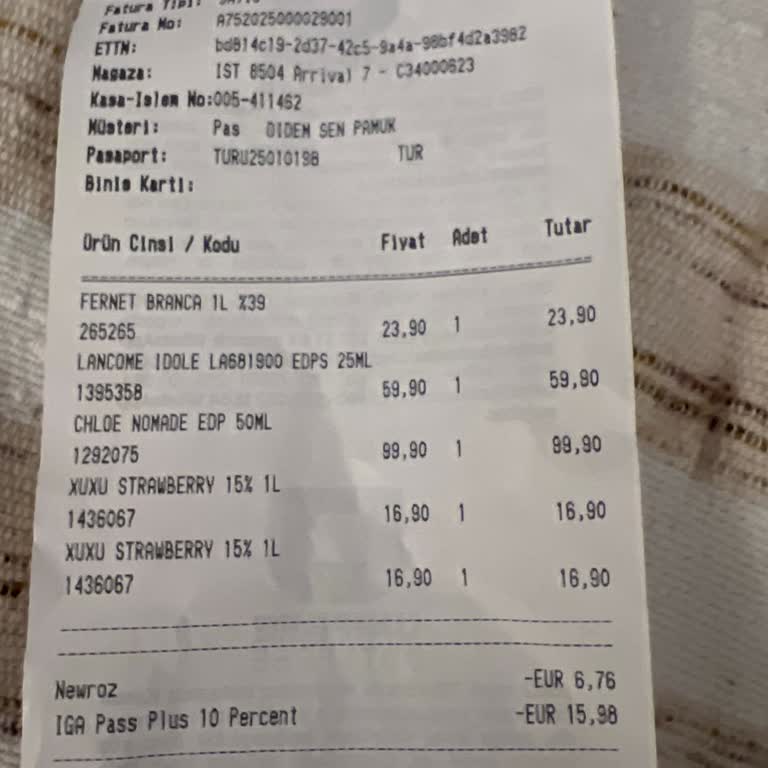 Fatura Tipi:
Fatura No: A752025000029001
ETTN: bd814c19-2d37-42c5-9a4a-98bf4d2a3982
Magaza: IST 8504 Arrival 7 - C34000623
Kasa-Islem No:005-411462
Müsteri: Pas DIDEM SEN PAMUK
Pasaport: TURU25010198 TUR
Binis Karti:
Ürün Cinsi / Kodu Fiyat Adet Tutar
FERNET BRANCA 1L %39
265265 23,90 1 23,90
LANCOME IDOLE LA681900 EDPS 25ML
1395358 59,90 1 59,90
CHLOE NOMADE EDP 50ML
1292075 99,90 1 99,90
XUXU STRAWBERRY 15% 1L
1436067 16,90 1 16,90
XUXU STRAWBERRY 15% 1L
1436067 16,90 1 16,90
Newroz -EUR 6,76
IGA Pass Plus 10 Percent -EUR 15,98